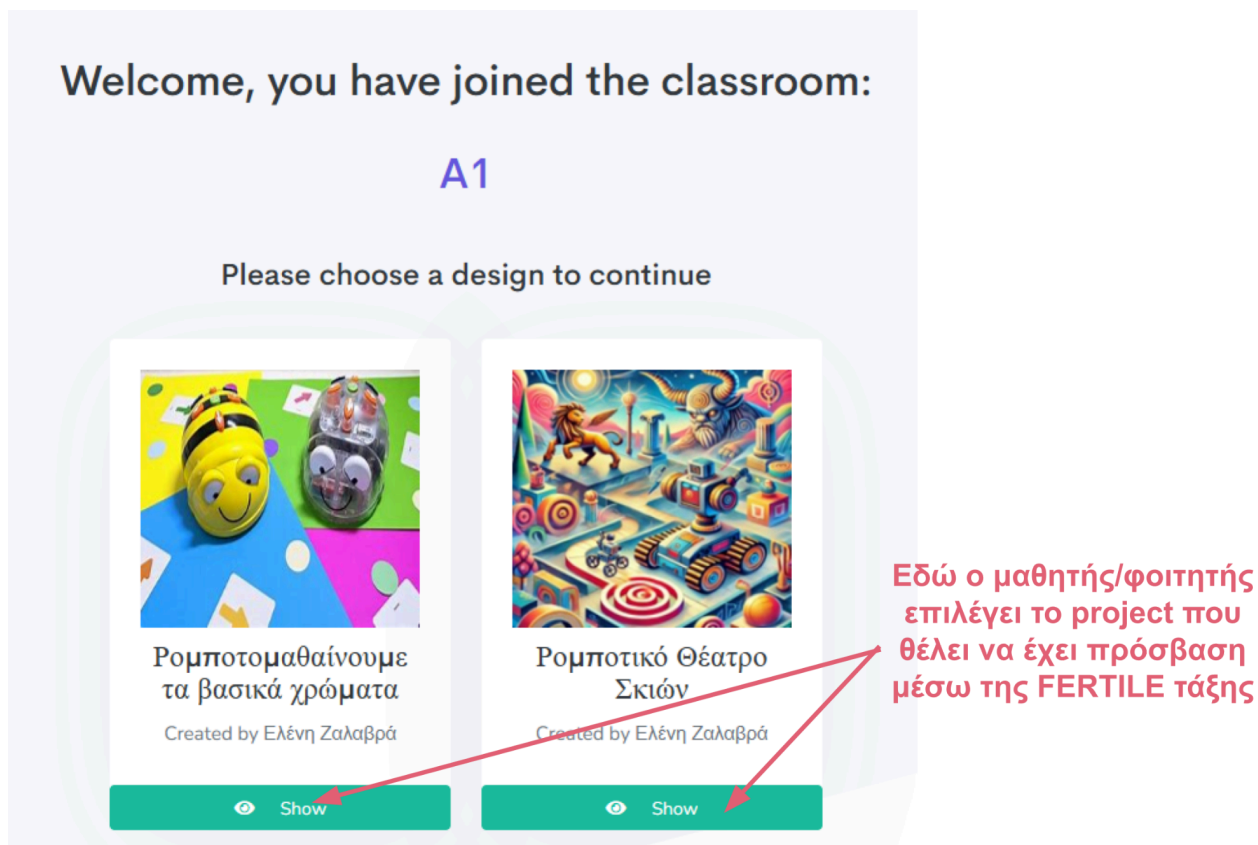 Welcome, you have joined the classroom:
A1
Please choose a design to continue
Ρομποτομαθαίνουμε
τα βασικά χρώματα
Created by Ελένη Ζαλαβρά
Show
Ρομποτικό Θέατρο
Σκιών
Created by Ελένη Ζαλαβρά
Show
Εδώ ο μαθητής/φοιτητής
επιλέγει το project που
θέλει να έχει πρόσβαση
μέσω της FERTILE τάξης